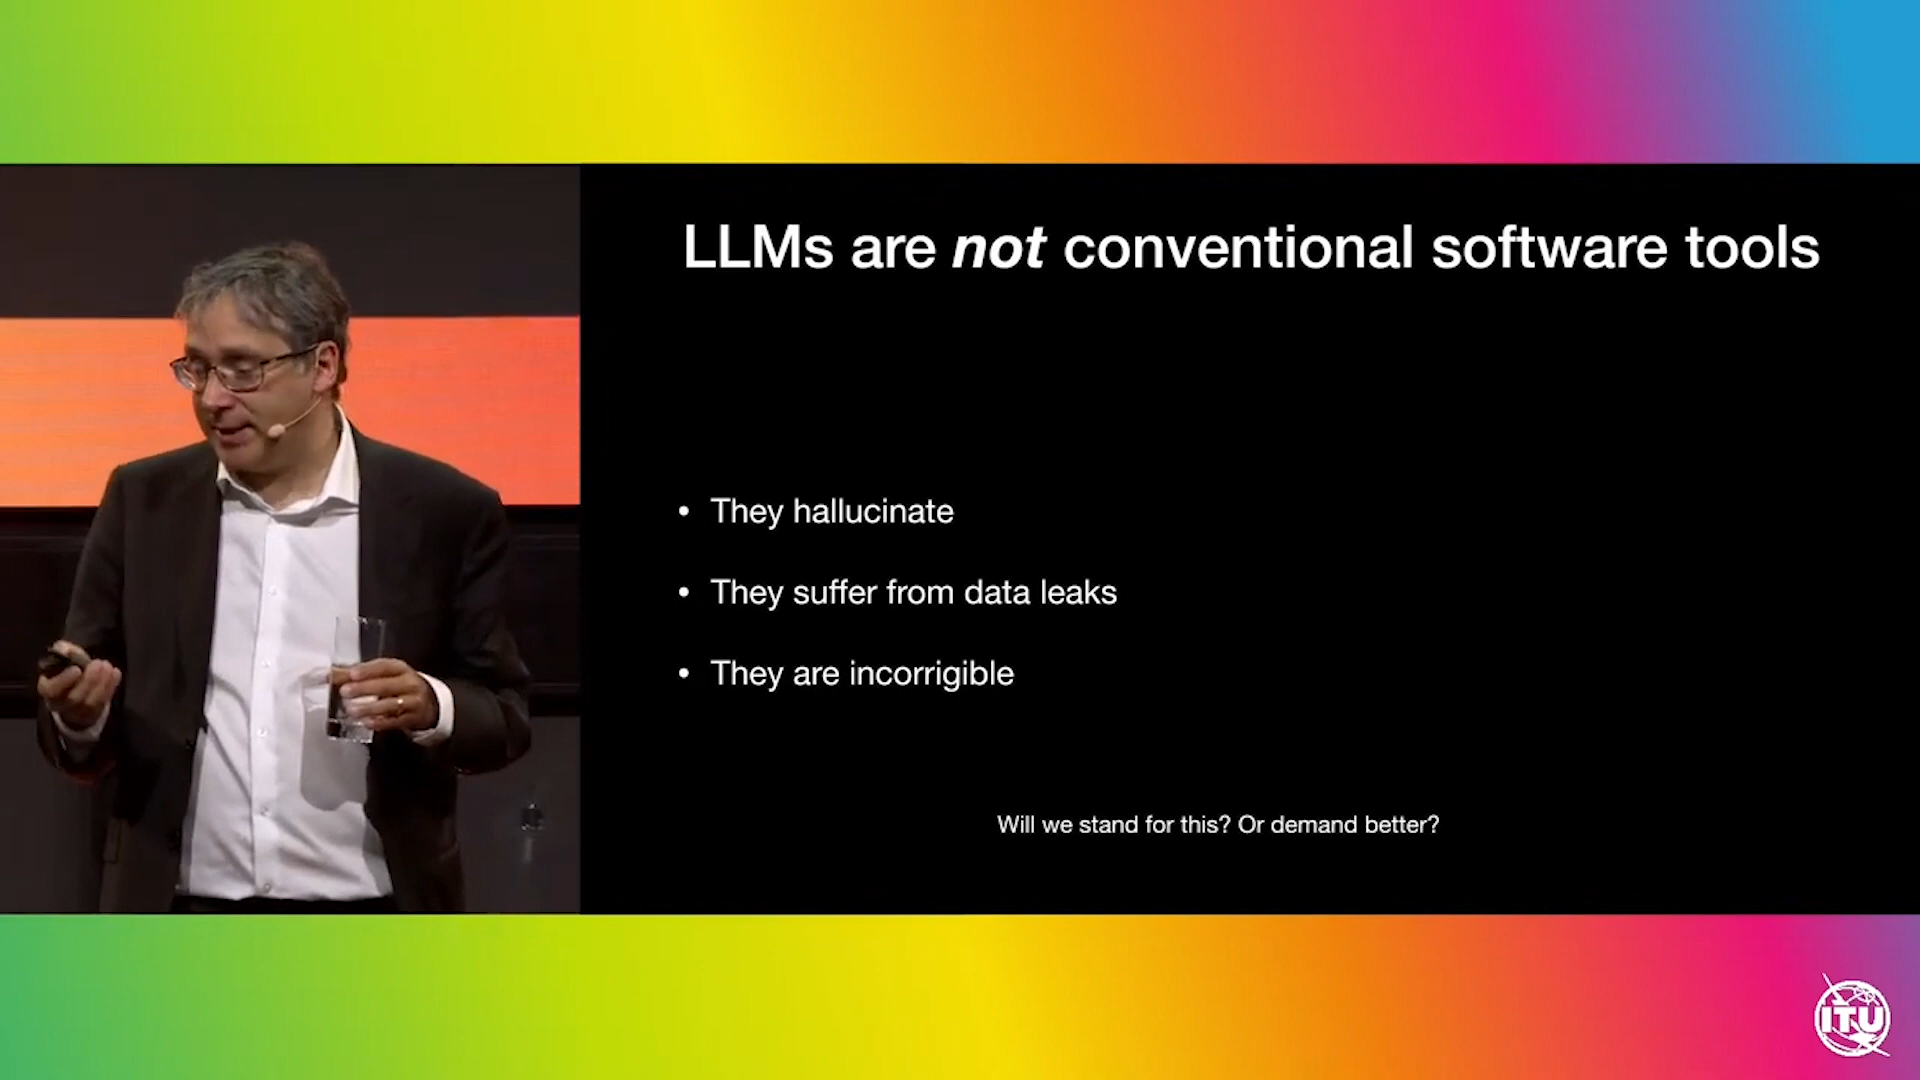 LLMs are not conventional software tools
• They hallucinate
• They suffer from data leaks
• They are incorrigible
Will we stand for this? Or demand better?
ITU